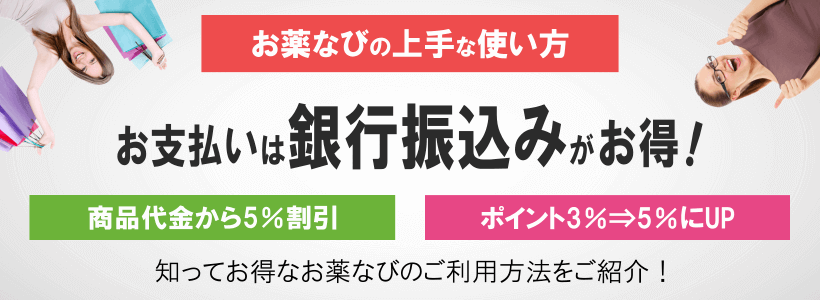 お薬なびの上手な使い方
お支払いは銀行振込みがお得!
商品代金から5%割引
ポイント3%⇒5%にUP
知ってお得なお薬なびのご利用方法をご紹介!